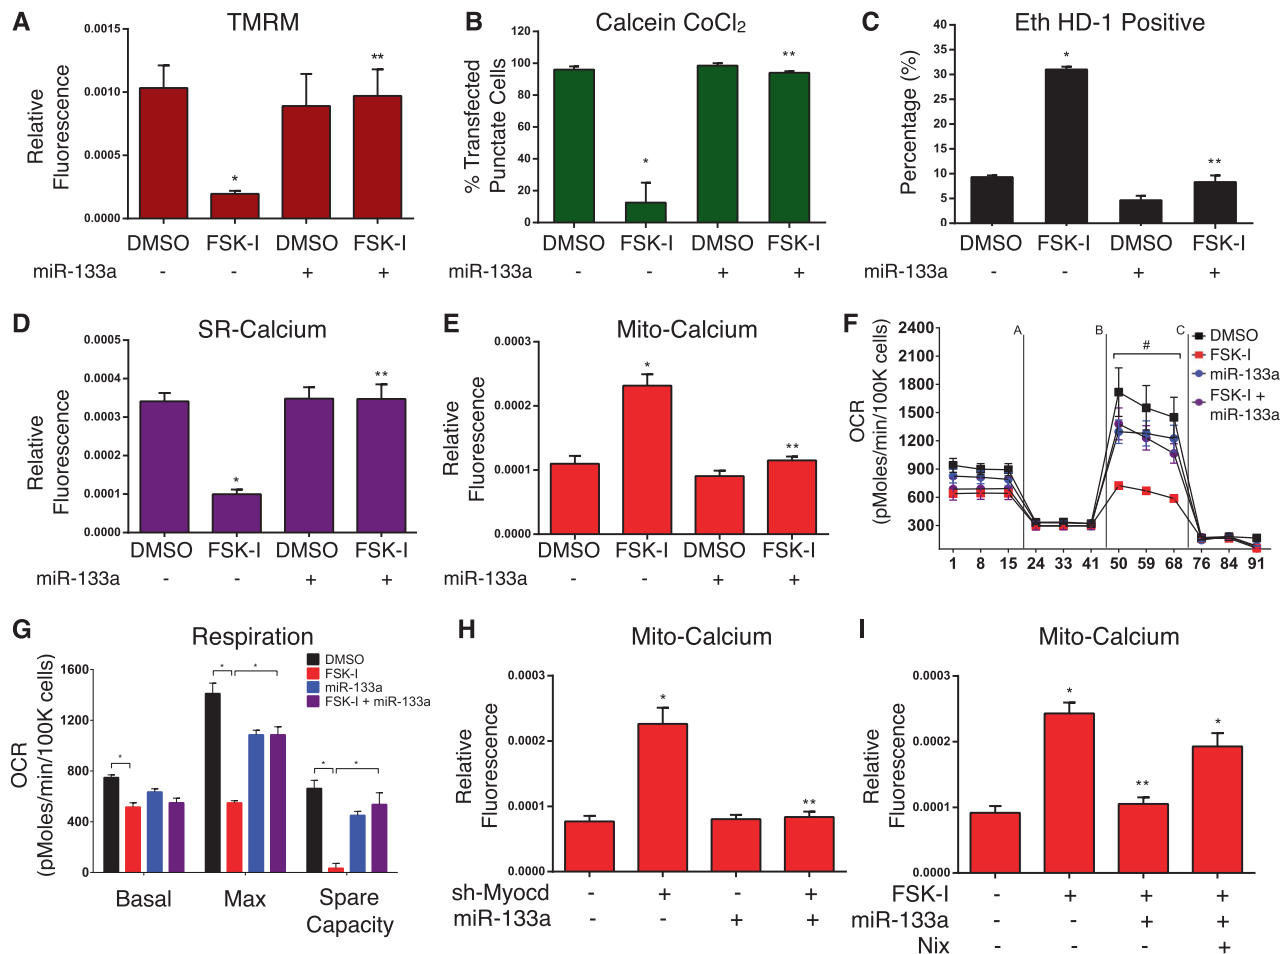 A
TMRM
Relative
Fluorescence
0.0015
0.0010
0.0005
0.0000
*
**
DMSO FSK-I DMSO FSK-I
miR-133a - - + +
B
Calcein CoCl2
% Transfected
Punctate Cells
120
100
80
60
40
20
0
*
**
DMSO FSK-I DMSO FSK-I
miR-133a - - + +
C
Eth HD-1 Positive
Percentage (%)
40
35
30
25
20
15
10
5
0
*
**
DMSO FSK-I DMSO FSK-I
miR-133a - - + +
D
SR-Calcium
Relative
Fluorescence
0.0005
0.0004
0.0003
0.0002
0.0001
0.0000
*
**
DMSO FSK-I DMSO FSK-I
miR-133a - - + +
E
Mito-Calcium
Relative
Fluorescence
0.0003
0.0002
0.0001
0.0000
*
**
DMSO FSK-I DMSO FSK-I
miR-133a - - + +
F
OCR
(pMoles/min/100K cells)
2400
2100
1800
1500
1200
900
600
300
A B C
#
DMSO
FSK-I
miR-133a
FSK-I +
miR-133a
1 8 15 24 33 41 50 59 68 76 84 91
G
Respiration
OCR
(pMoles/min/100K cells)
1600
1200
800
400
0
DMSO
FSK-I
miR-133a
FSK-I + miR-133a
* * * * *
Basal Max Spare
Capacity
H
Mito-Calcium
Relative
Fluorescence
0.0003
0.0002
0.0001
0.0000
*
**
sh-Myocd - + - +
miR-133a - - + +
I
Mito-Calcium
Relative
Fluorescence
0.0003
0.0002
0.0001
0.0000
*
**
*
FSK-I - + + +
miR-133a - - + +
Nix - - - +